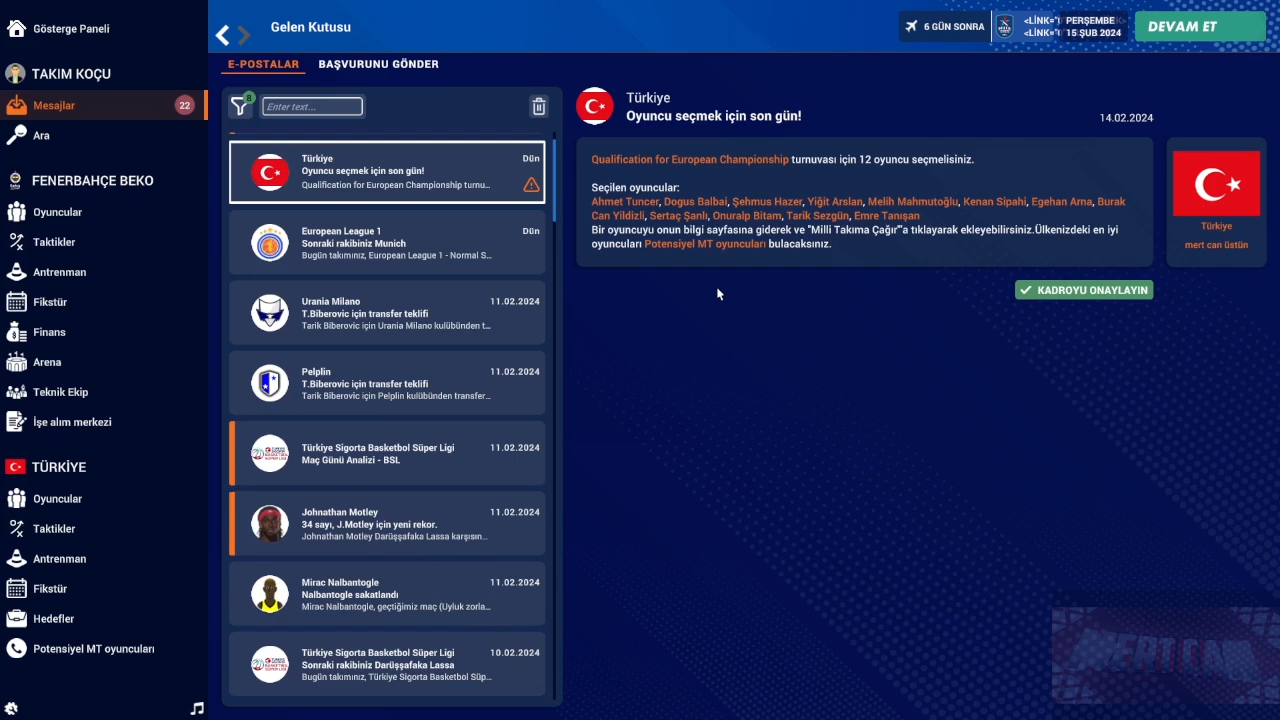 Gösterge Paneli
TAKIM KOÇU
Mesajlar
22
Ara
FENERBAHÇE BEKO
Oyuncular
Taktikler
Antrenman
Fikstür
Finans
Arena
Teknik Ekip
İşe alım merkezi
TÜRKİYE
Oyuncular
Taktikler
Antrenman
Fikstür
Hedefler
Potensiyel MT oyuncuları
Gelen Kutusu
6 GÜN SONRA
<LİNK="
PERŞEMBE
<LİNK="
15 ŞUB 2024
DEVAM ET
E-POSTALAR
BAŞVURUNU GÖNDER
8
Enter text...
Türkiye
Dün
Oyuncu seçmek için son gün!
Qualification for European Championship turnu...
European League 1
Dün
Sonraki rakibiniz Munich
Bugün takımınız, European League 1 - Normal S...
Urania Milano
11.02.2024
T.Biberovic için transfer teklifi
Tarik Biberovic için Urania Milano kulübünden t...
Pelplin
11.02.2024
T.Biberovic için transfer teklifi
Tarik Biberovic için Pelplin kulübünden transfer...
Türkiye Sigorta Basketbol Süper Ligi
11.02.2024
Maç Günü Analizi - BSL
Johnathan Motley
11.02.2024
34 sayı, J.Motley için yeni rekor.
Johnathan Motley Darüşşafaka Lassa karşısın...
Mirac Nalbantogle
11.02.2024
Nalbantogle sakatlandı
Mirac Nalbantogle, geçtiğimiz maç (Uyluk zorla...
Türkiye Sigorta Basketbol Süper Ligi
10.02.2024
Sonraki rakibiniz Darüşşafaka Lassa
Bugün takımınız, Türkiye Sigorta Basketbol Süp...
Türkiye
Oyuncu seçmek için son gün!
14.02.2024
Qualification for European Championship turnuvası için 12 oyuncu seçmelisiniz.
Seçilen oyuncular:
Ahmet Tuncer, Dogus Balbai, Şehmus Hazer, Yiğit Arslan, Melih Mahmutoğlu, Kenan Sipahi, Egehan Arna, Burak
Can Yildizli, Sertaç Şanlı, Onuralp Bitam, Tarik Sezgün, Emre Tanışan
Bir oyuncuyu onun bilgi sayfasına giderek ve "Milli Takıma Çağır"'a tıklayarak ekleyebilirsiniz.Ülkenizdeki en iyi
oyuncuları Potensiyel MT oyuncuları bulacaksınız.
Türkiye
mert can üstün
KADROYU ONAYLAYIN
MERT CAN